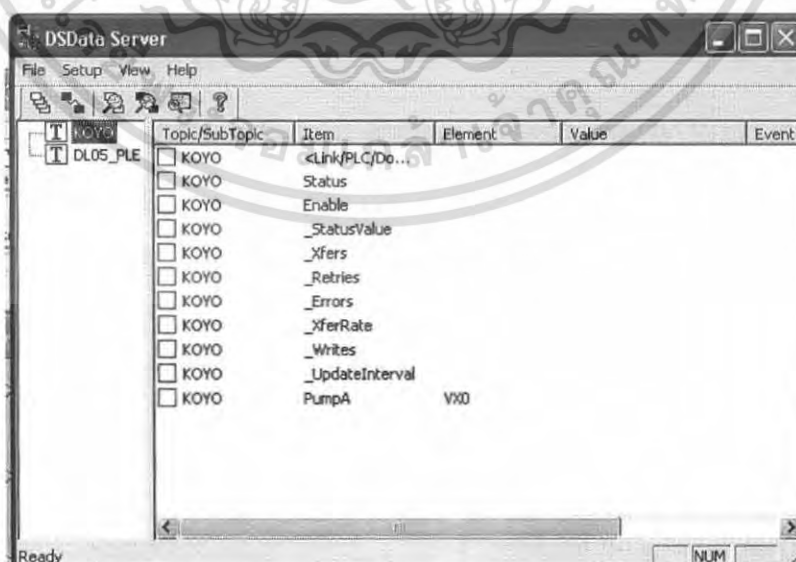 DSData Server
File Setup View Help
KOYO
DL05_PLE
Topic/SubTopic Item Element Value Event
KOYO <Link/PLC/Do...
KOYO Status
KOYO Enable
KOYO _StatusValue
KOYO _Xfers
KOYO _Retries
KOYO _Errors
KOYO _XferRate
KOYO _Writes
KOYO _UpdateInterval
KOYO PumpA VX0
Ready NUM